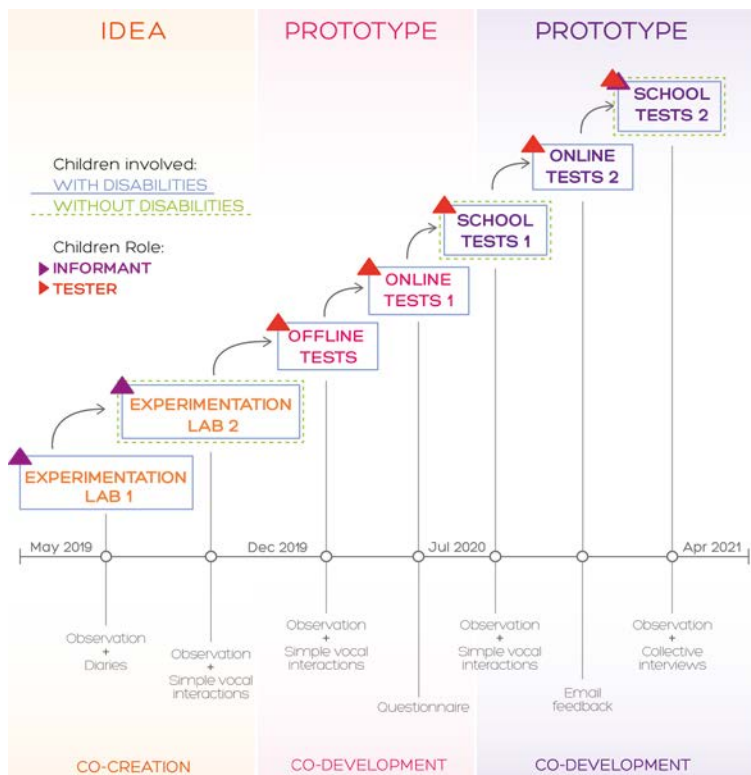 IDEA
PROTOTYPE
PROTOTYPE
SCHOOL
TESTS 2
ONLINE
TESTS 2
Children involved:
WITH DISABILITIES
WITHOUT DISABILITIES
SCHOOL
TESTS 1
Children Role:
INFORMANT
TESTER
ONLINE
TESTS 1
OFFLINE
TESTS
EXPERIMENTATION
LAB 2
EXPERIMENTATION
LAB 1
May 2019
Dec 2019
Jul 2020
Apr 2021
Observation
+
Diaries
Observation
+
Simple vocal
interactions
Observation
+
Simple vocal
interactions
Questionnaire
Observation
+
Simple vocal
interactions
Email
feedback
Observation
+
Collective
interviews
CO-CREATION
CO-DEVELOPMENT
CO-DEVELOPMENT